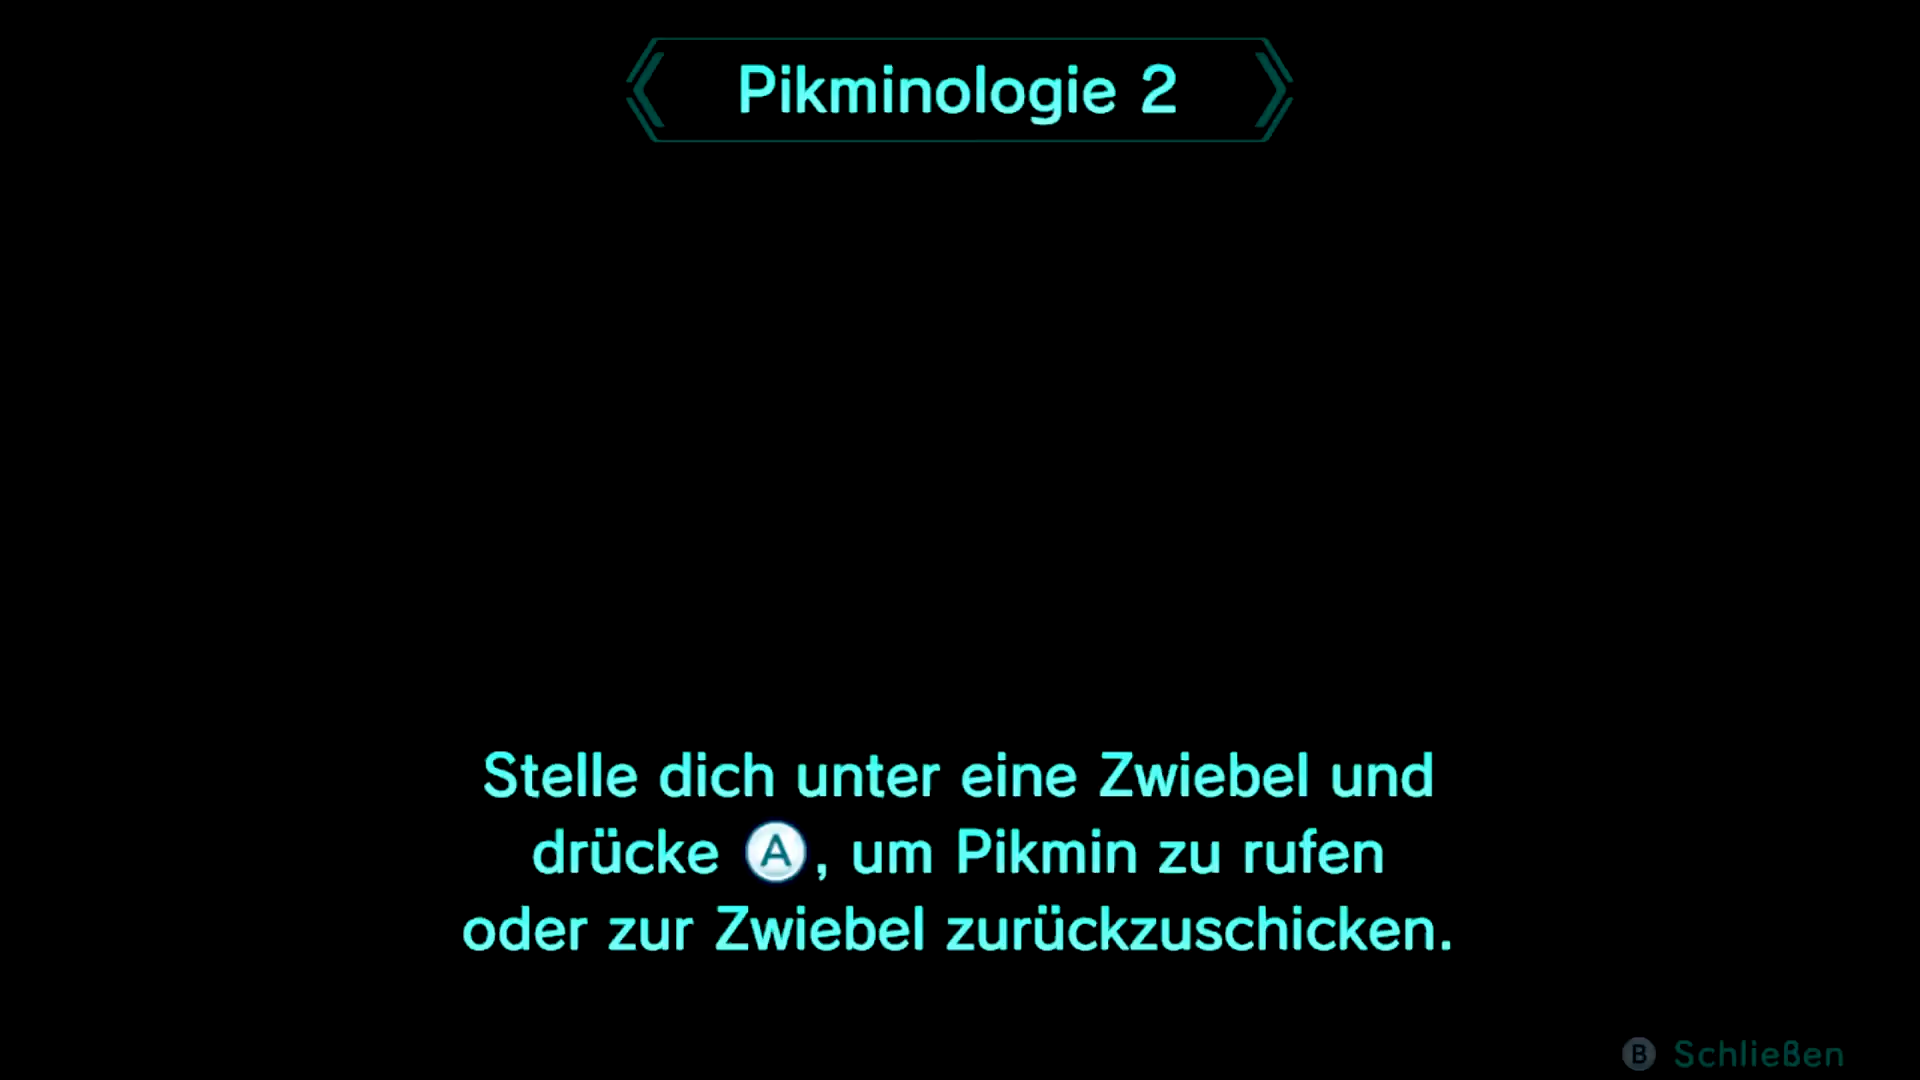 Pikminologie 2
Stelle dich unter eine Zwiebel und
drücke A, um Pikmin zu rufen
oder zur Zwiebel zurückzuschicken.
B Schließen